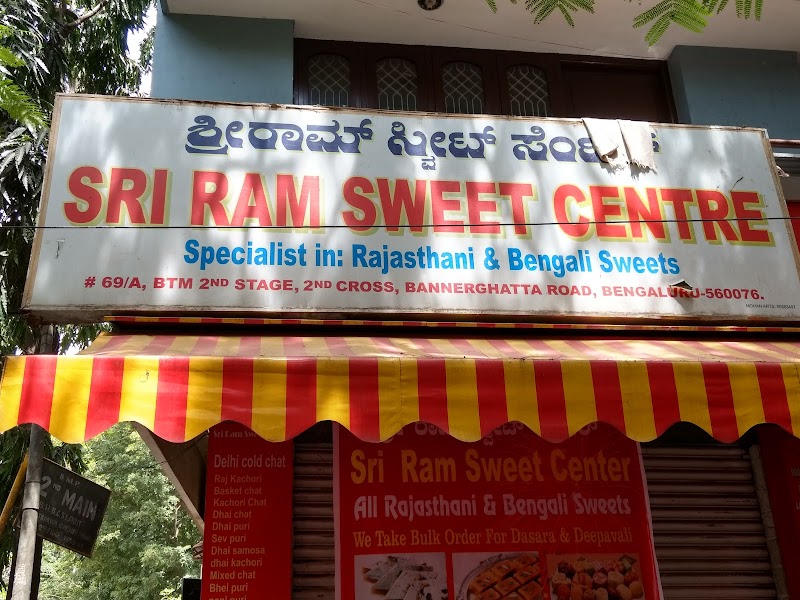 ಶ್ರೀರಾಮ್ ಸ್ವೀಟ್
SRI RAM SWEET CENTRE
Specialist in: Rajasthani & Bengali Sweets
# 69/A, BTM 2ND STAGE, 2ND CROSS, BANNERGHATTA ROAD, BENGALURU-560076.
Delhi cold chat
Raj Kachori
Basket chat
Kachori Chat
Dhai chat
Dhai puri
Sev puri
Dhai samosa
dhai kachori
Mixed chat
Bhel puri
Sri Ram Sweet Center
All Rajasthani & Bengali Sweets
We Take Bulk Order For Dasara & Deepavali
B.M.P.
2ND MAIN